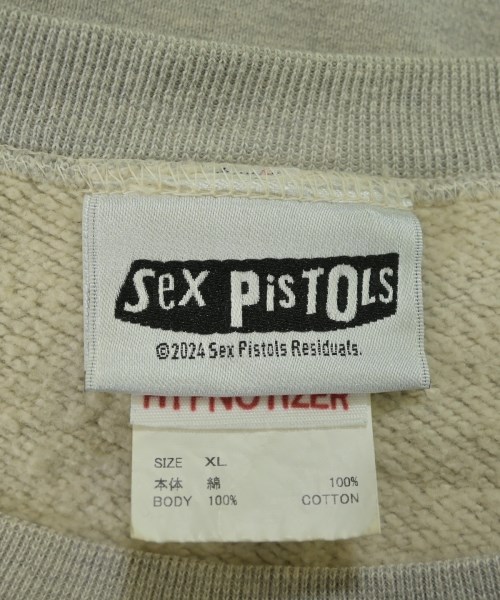 SEX PISTOLS
©2024 Sex Pistols Residuals.
HYPNOTIZER
SIZE XL
本体 綿 100%
BODY 100% COTTON